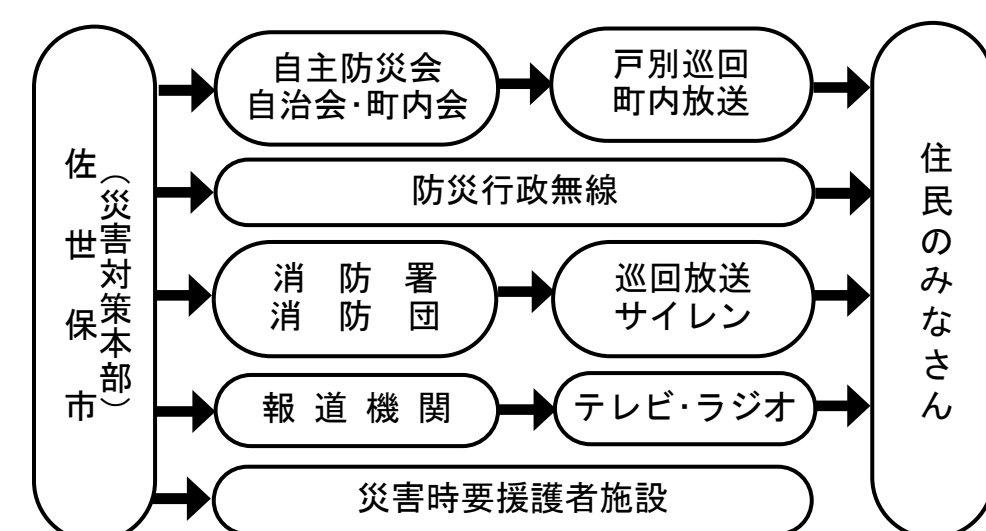 佐世保市
（災害対策本部）
自主防災会
自治会・町内会
戸別巡回
町内放送
防災行政無線
消防署
消防団
巡回放送
サイレン
報道機関
テレビ・ラジオ
災害時要援護者施設
住民のみなさん